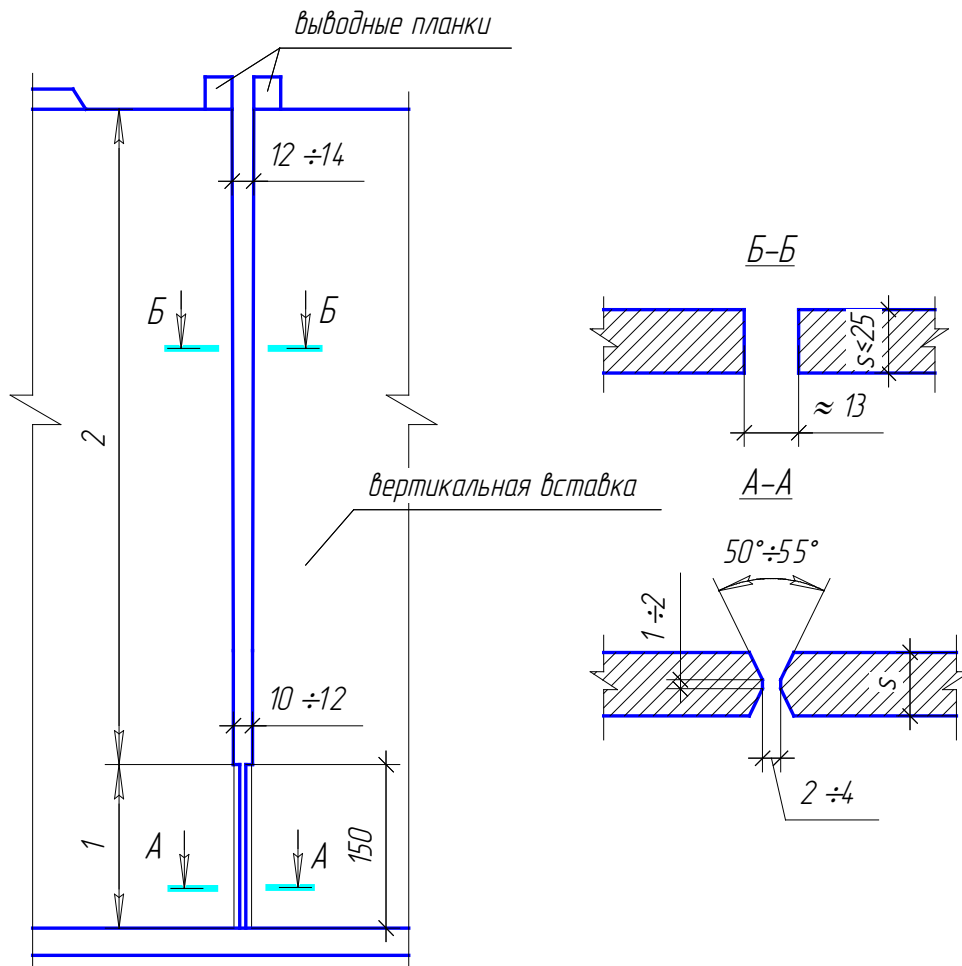 выводные планки
12 ÷14
Б Б
2
вертикальная вставка
10 ÷12
1
А А
150
Б-Б
s≤25
≈ 13
А-А
50°÷55°
1 ÷2
s
2 ÷4